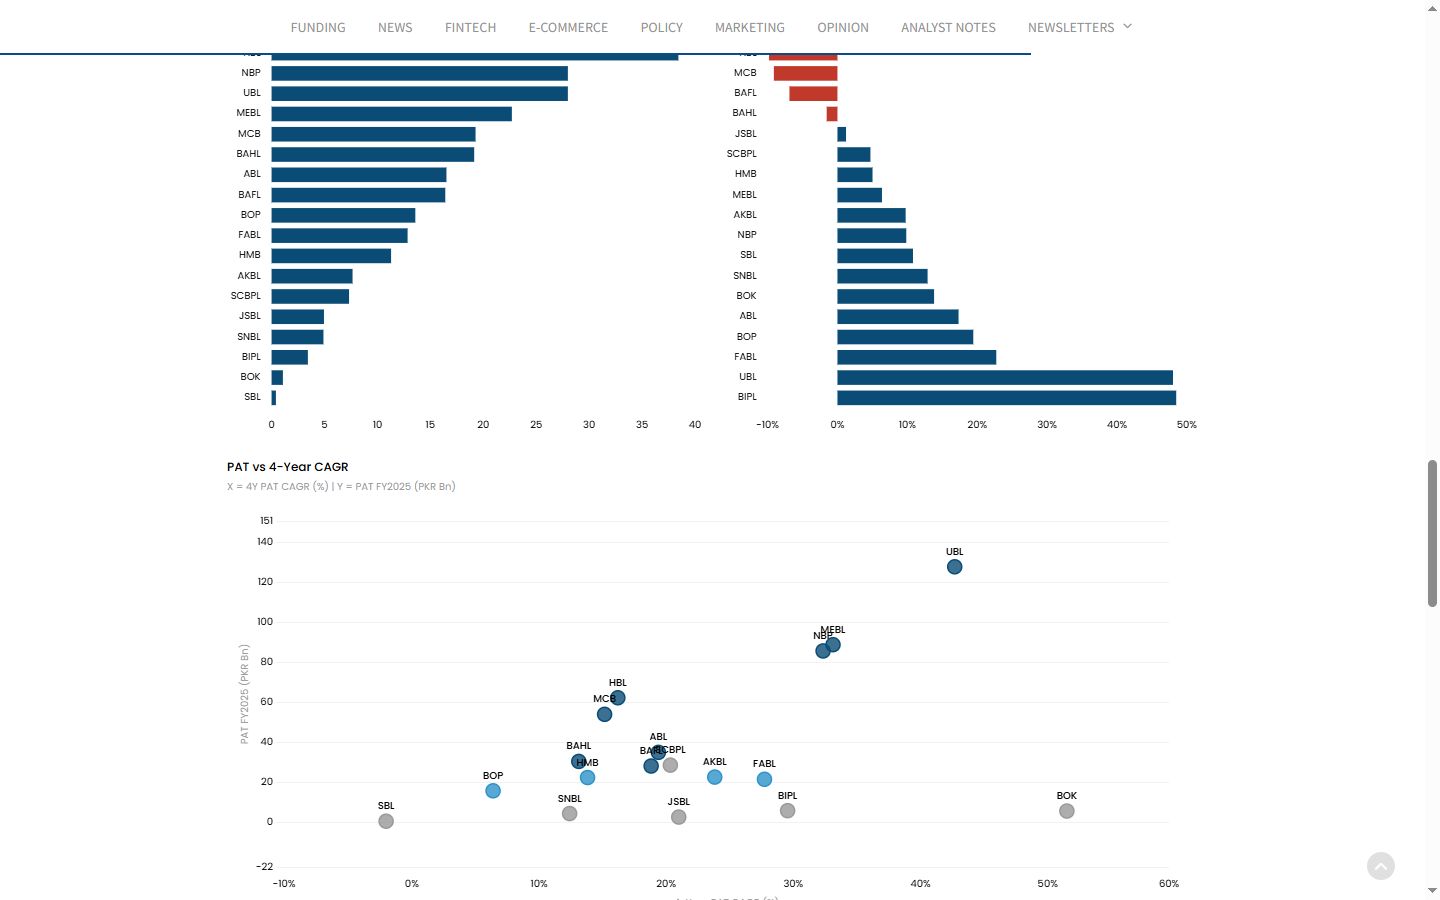 FUNDING NEWS FINTECH E-COMMERCE POLICY MARKETING OPINION ANALYST NOTES NEWSLETTERS
NBP
UBL
MEBL
MCB
BAHL
ABL
BAFL
BOP
FABL
HMB
AKBL
SCBPL
JSBL
SNBL
BIPL
BOK
SBL
0 5 10 15 20 25 30 35 40
MCB
BAFL
BAHL
JSBL
SCBPL
HMB
MEBL
AKBL
NBP
SBL
SNBL
BOK
ABL
BOP
FABL
UBL
BIPL
-10% 0% 10% 20% 30% 40% 50%
PAT vs 4-Year CAGR
X = 4Y PAT CAGR (%) | Y = PAT FY2025 (PKR Bn)
PAT FY2025 (PKR Bn)
151
140
120
100
80
60
40
20
0
-22
UBL
MEBL
NBP
HBL
MCB
ABL
BAHL
SCBPL
HMB
AKBL
FABL
BOP
SNBL
JSBL
BIPL
BOK
SBL
-10% 0% 10% 20% 30% 40% 50% 60%